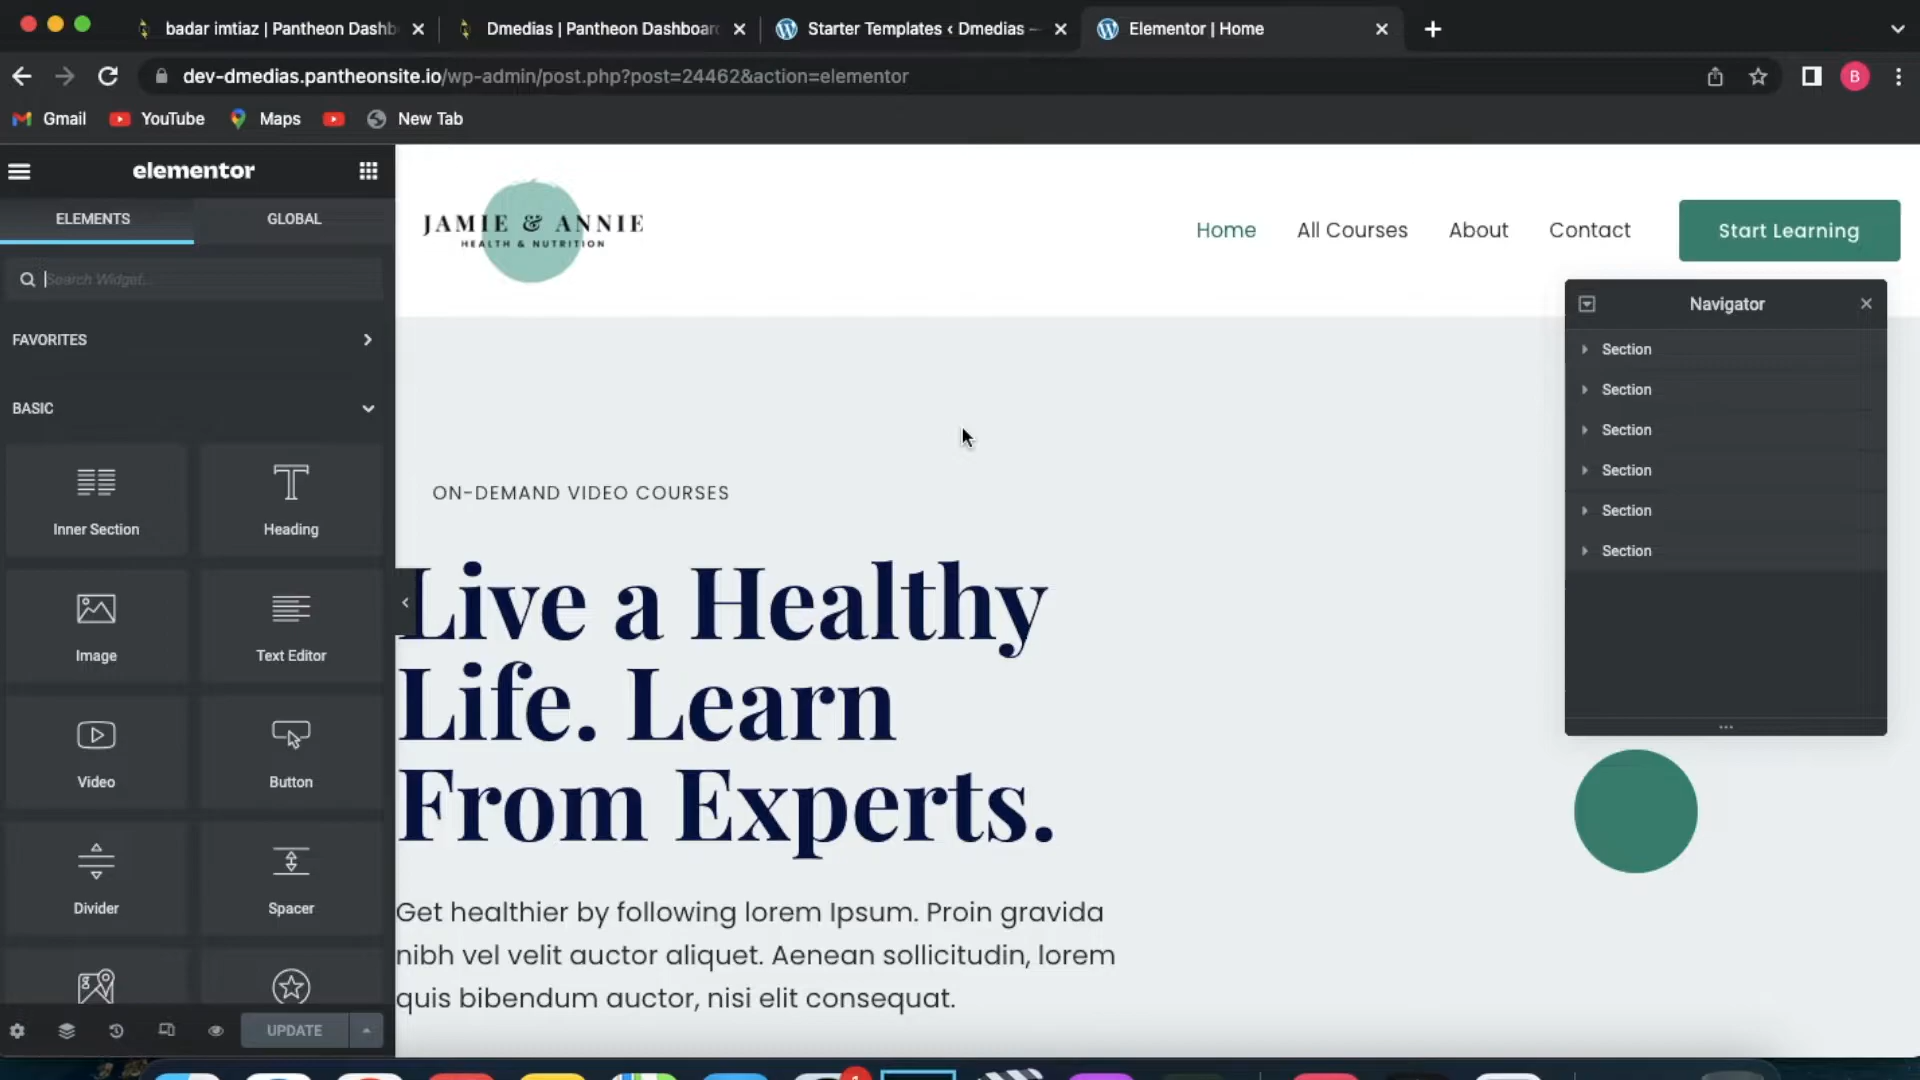 badar imtiaz | Pantheon Dashb
Dmedias | Pantheon Dashboar
Starter Templates ‹ Dmedias —
Elementor | Home
dev-dmedias.pantheonsite.io/wp-admin/post.php?post=24462&action=elementor
B
Gmail
YouTube
Maps
New Tab
elementor
ELEMENTS
GLOBAL
Search Widget...
FAVORITES
BASIC
Inner Section
Heading
Image
Text Editor
Video
Button
Divider
Spacer
UPDATE
JAMIE & ANNIE
HEALTH & NUTRITION
Home
All Courses
About
Contact
Start Learning
Navigator
Section
Section
Section
Section
Section
Section
ON-DEMAND VIDEO COURSES
Live a Healthy
Life. Learn
From Experts.
Get healthier by following lorem Ipsum. Proin gravida
nibh vel velit auctor aliquet. Aenean sollicitudin, lorem
quis bibendum auctor, nisi elit consequat.